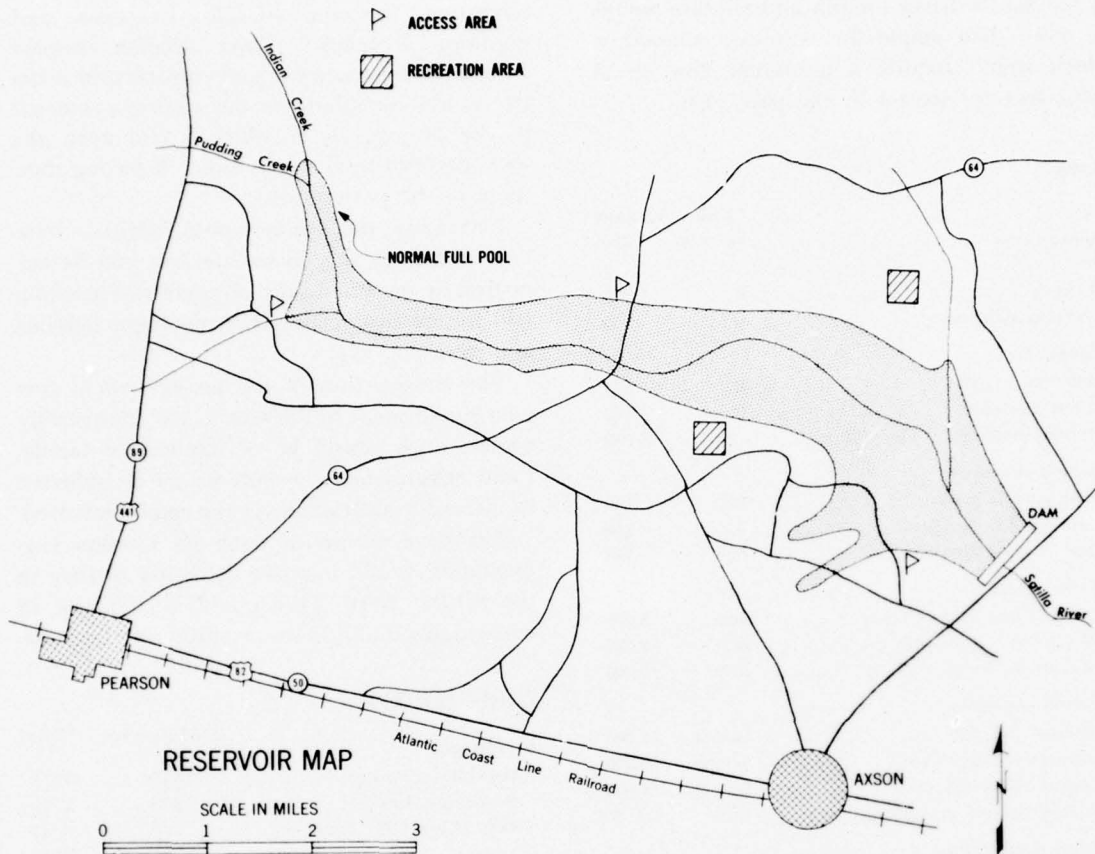 ACCESS AREA
RECREATION AREA
Indian Creek
Pudding Creek
64
NORMAL FULL POOL
89
441
64
DAM
Satilla River
PEARSON
82
50
Atlantic Coast Line Railroad
AXSON
RESERVOIR MAP
SCALE IN MILES
0 1 2 3
N